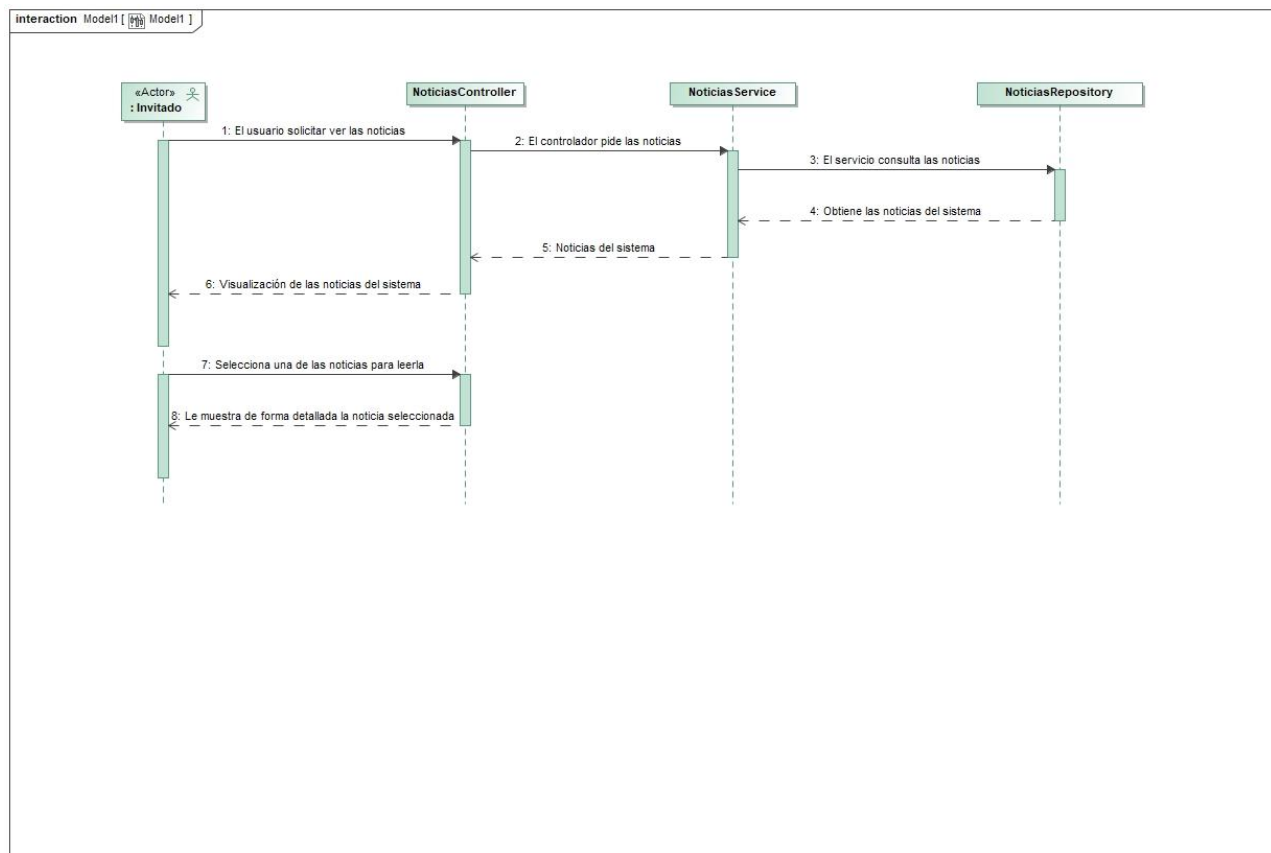 interaction Model1 [ Model1 ]
«Actor»
: Invitado
NoticiasController
NoticiasService
NoticiasRepository
1: El usuario solicitar ver las noticias
2: El controlador pide las noticias
3: El servicio consulta las noticias
4: Obtiene las noticias del sistema
5: Noticias del sistema
6: Visualización de las noticias del sistema
7: Selecciona una de las noticias para leerla
8: Le muestra de forma detallada la noticia seleccionada